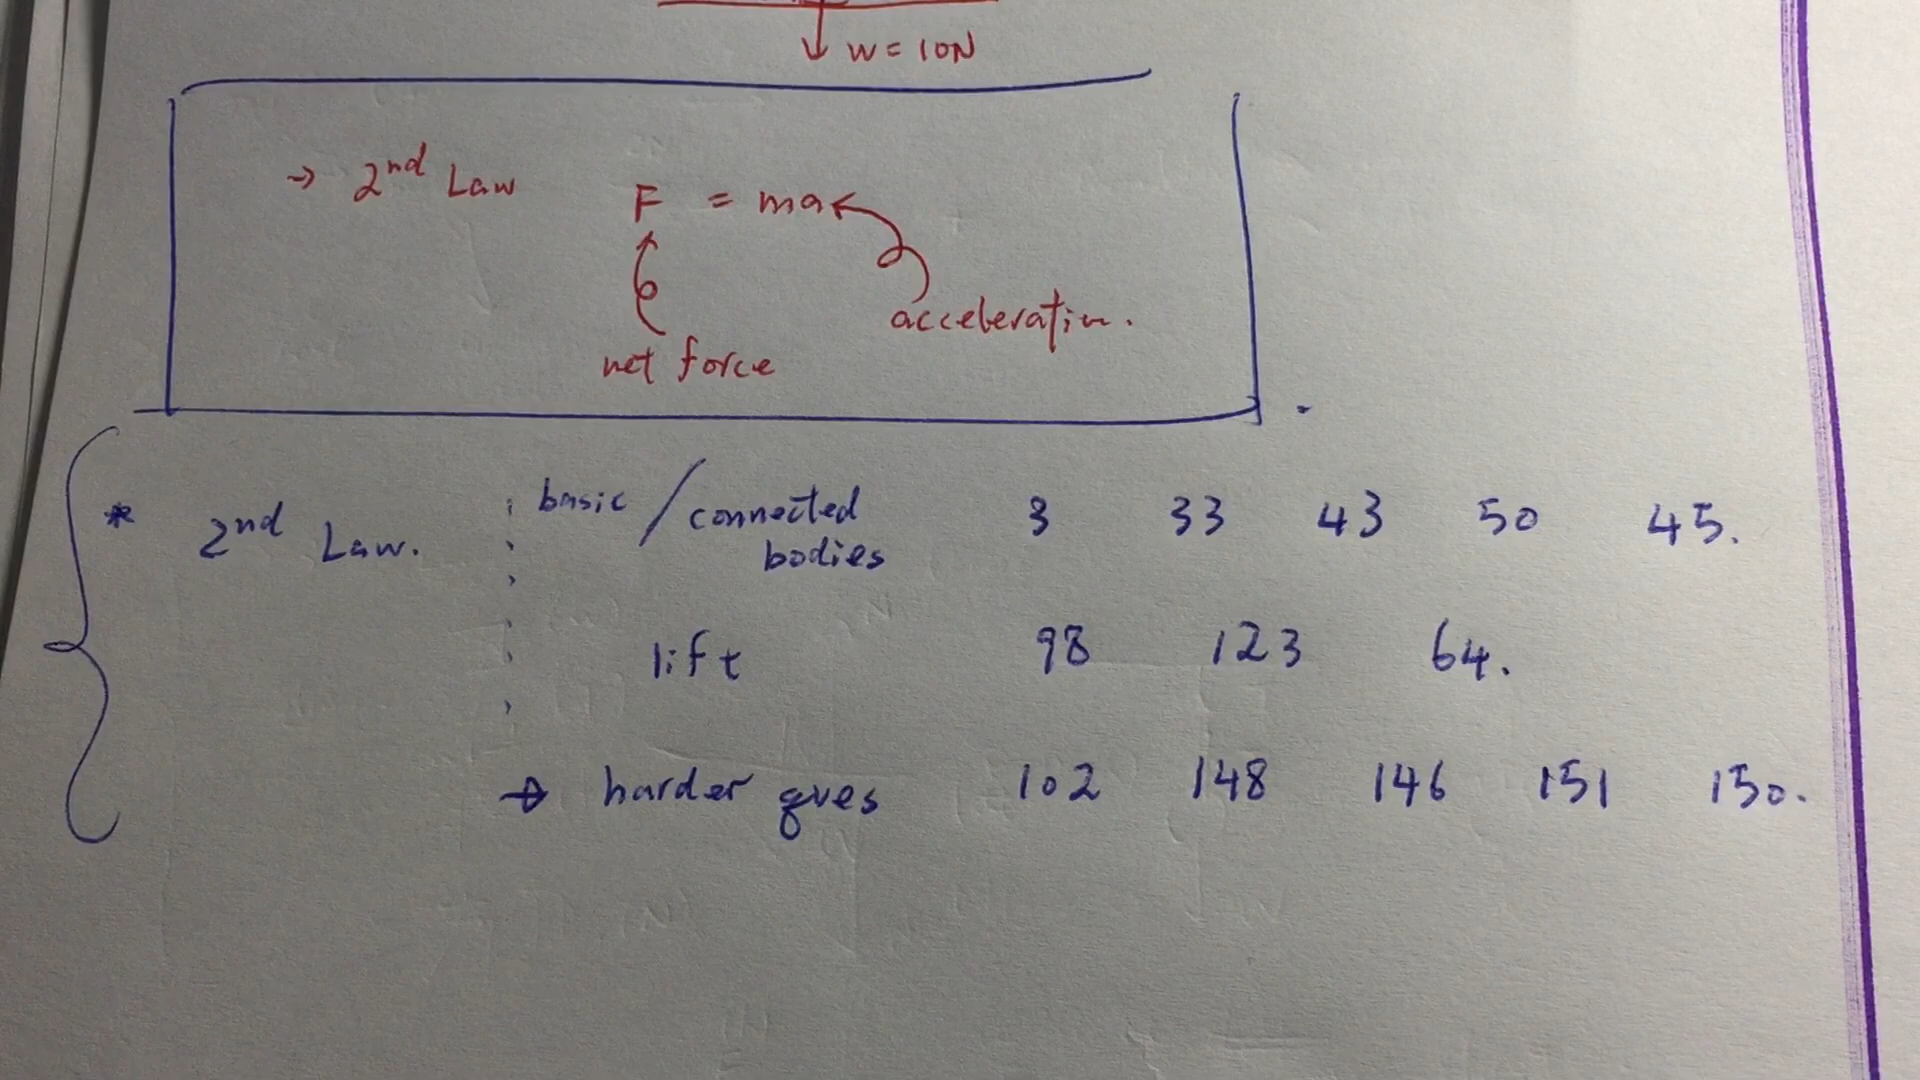 W = 10N
→ 2nd Law F = ma
acceleration.
net force
* 2nd Law. basic / connected bodies 3 33 43 50 45.
lift 98 123 64.
→ harder ques 102 148 146 151 150.